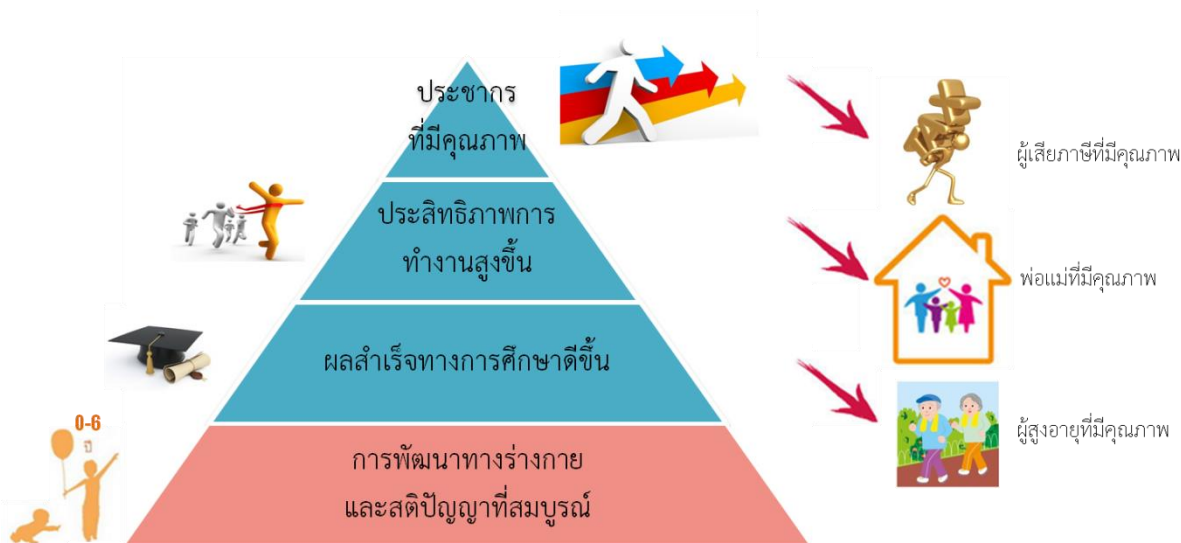 ประชากร
ที่มีคุณภาพ
ประสิทธิภาพการ
ทำงานสูงขึ้น
ผลสำเร็จทางการศึกษาดีขึ้น
0-6
ปี
การพัฒนาทางร่างกาย
และสติปัญญาที่สมบูรณ์
ผู้เสียภาษีที่มีคุณภาพ
พ่อแม่ที่มีคุณภาพ
ผู้สูงอายุที่มีคุณภาพ